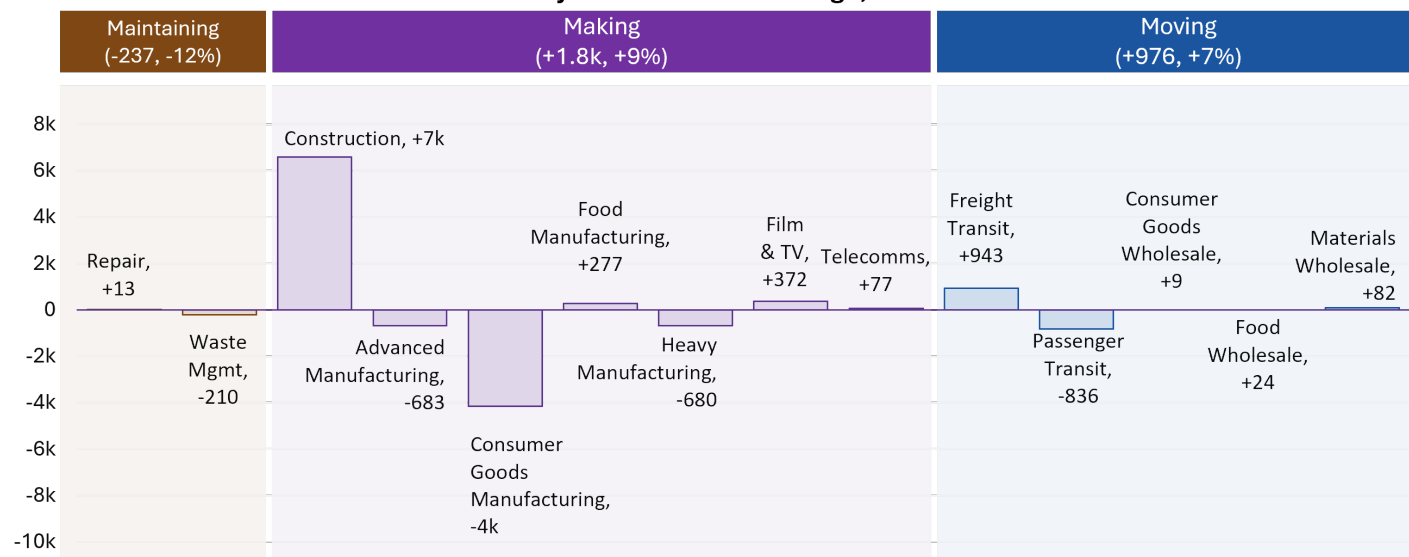 Maintaining
(-237, -12%)
Making
(+1.8k, +9%)
Moving
(+976, +7%)
8k
6k
4k
2k
0
-2k
-4k
-6k
-8k
-10k
Repair,
+13
Waste
Mgmt,
-210
Construction, +7k
Advanced
Manufacturing,
-683
Consumer
Goods
Manufacturing,
-4k
Food
Manufacturing,
+277
Heavy
Manufacturing,
-680
Film
& TV,
+372
Telecomms,
+77
Freight
Transit,
+943
Passenger
Transit,
-836
Consumer
Goods
Wholesale,
+9
Food
Wholesale,
+24
Materials
Wholesale,
+82